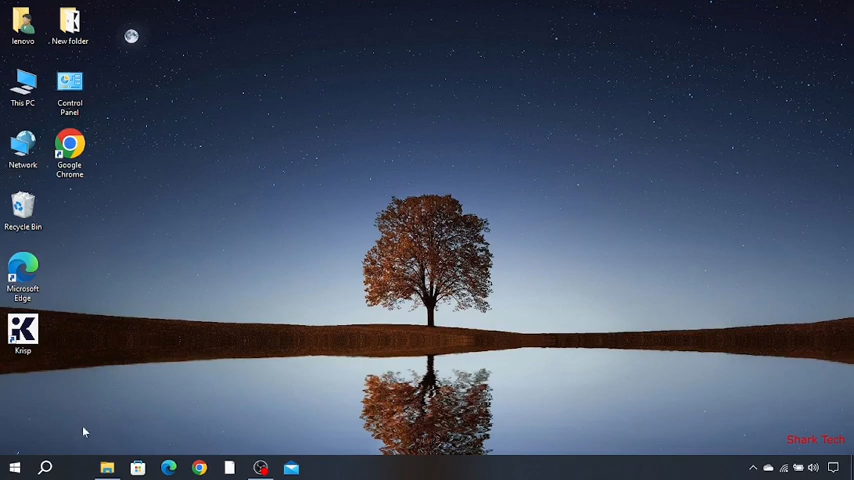 lenovo
New folder
This PC
Control
Panel
Network
Google
Chrome
Recycle Bin
Microsoft
Edge
Krisp
Shark Tech